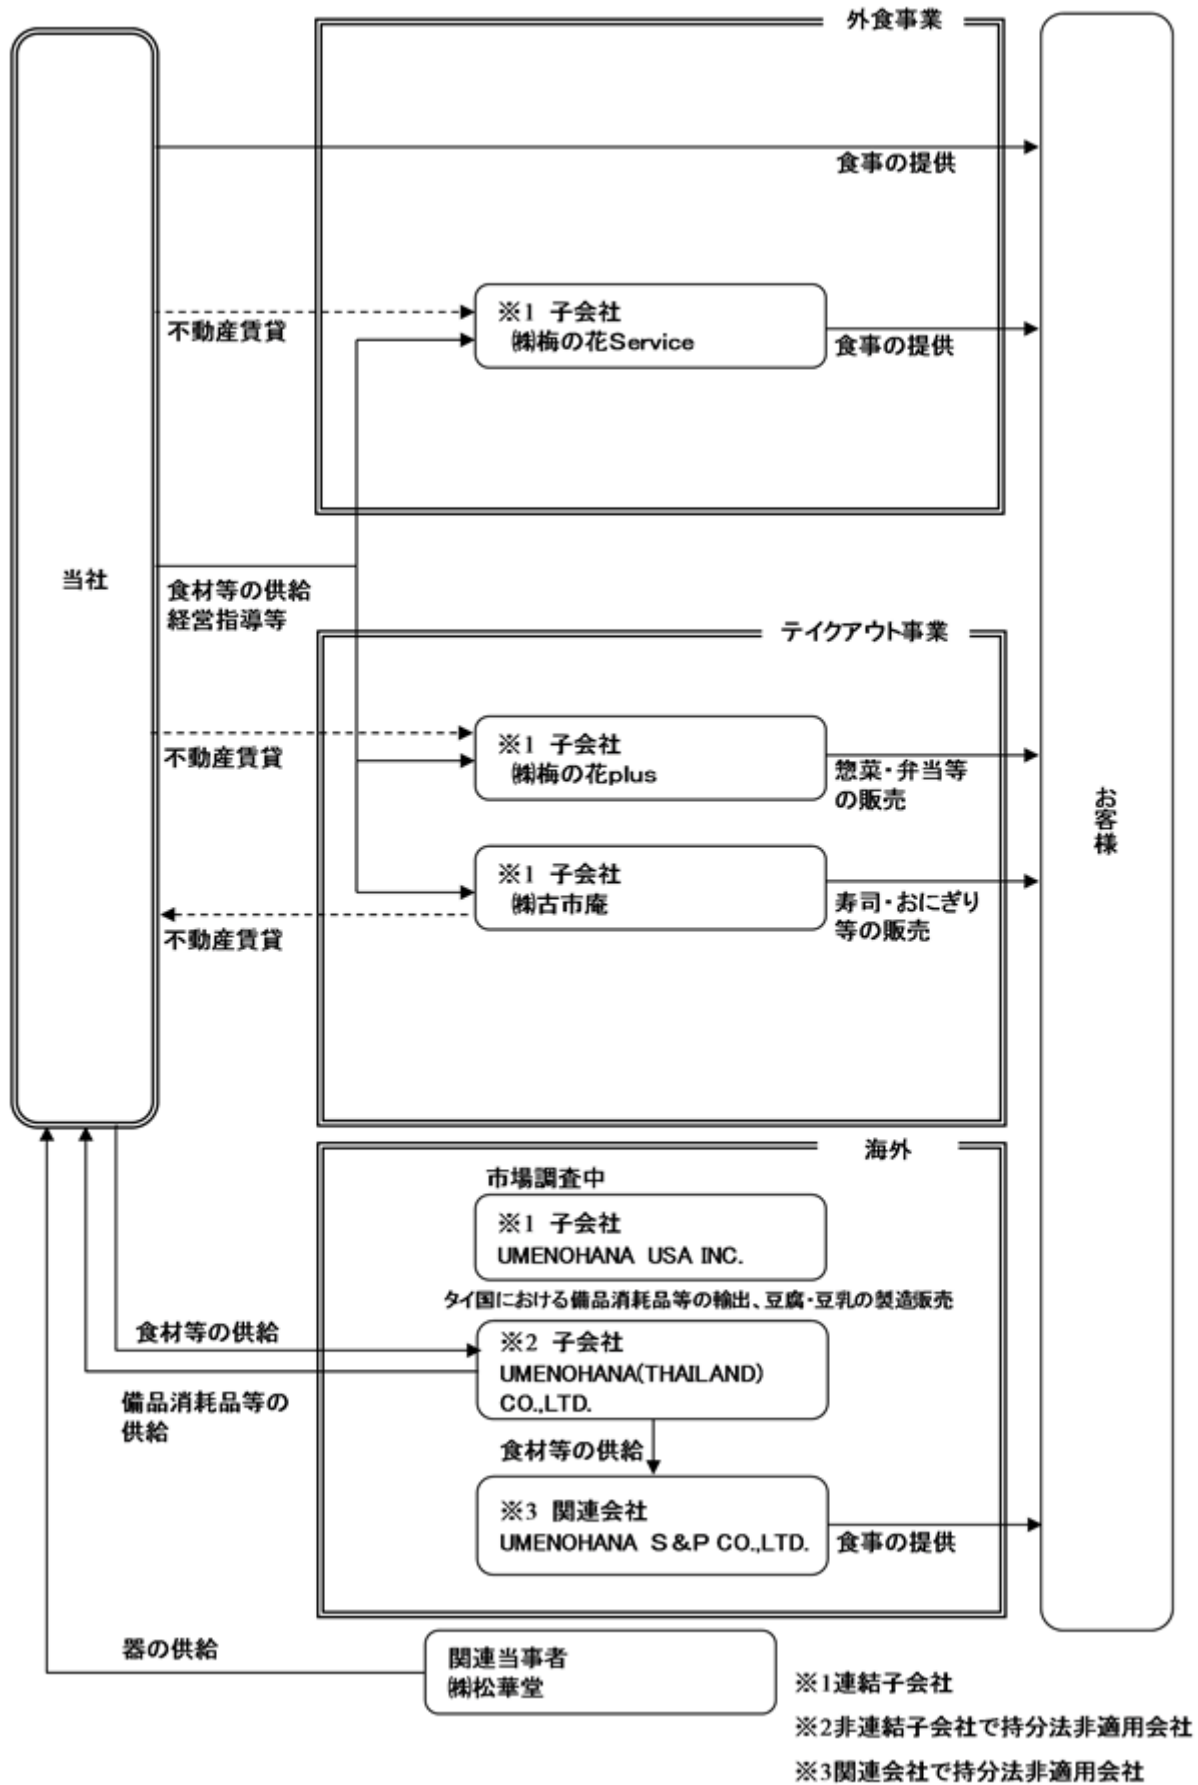 外食事業
食事の提供
不動産賃貸
※1 子会社
㈱梅の花Service
食事の提供
当社
食材等の供給
経営指導等
テイクアウト事業
不動産賃貸
※1 子会社
㈱梅の花plus
惣菜・弁当等
の販売
お客様
※1 子会社
㈱古市庵
寿司・おにぎり
等の販売
不動産賃貸
海外
市場調査中
※1 子会社
UMENOHANA USA INC.
タイ国における備品消耗品等の輸出、豆腐・豆乳の製造販売
食材等の供給
※2 子会社
UMENOHANA(THAILAND)
CO.,LTD.
備品消耗品等の
供給
食材等の供給
※3 関連会社
UMENOHANA S&P CO.,LTD.
食事の提供
器の供給
関連当事者
㈱松華堂
※1連結子会社
※2非連結子会社で持分法非適用会社
※3関連会社で持分法非適用会社